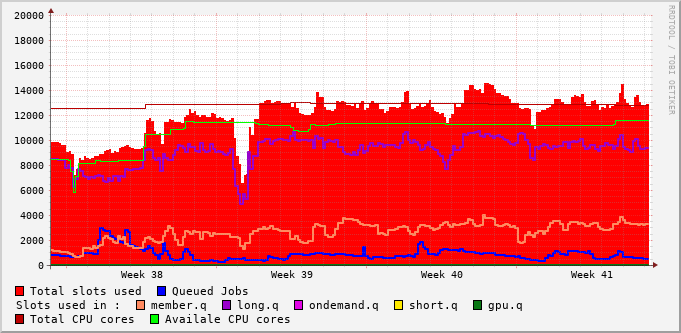 20000
18000
16000
14000
12000
10000
8000
6000
4000
2000
0
Week 38 Week 39 Week 40 Week 41
RRDTOOL / TOBI OETIKER
Total slots used Queued Jobs
Slots used in : member.q long.q ondemand.q short.q gpu.q
Total CPU cores Availale CPU cores